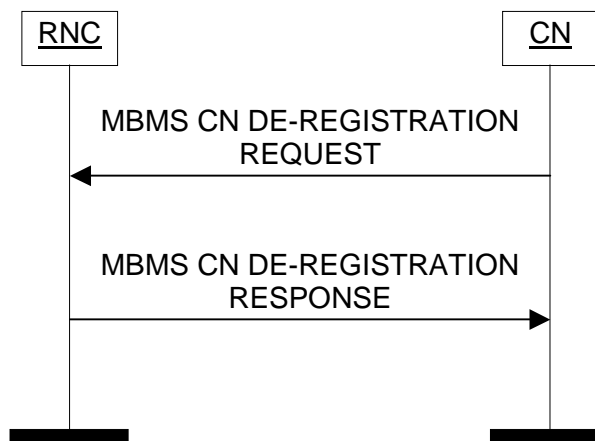 RNC
CN
MBMS CN DE-REGISTRATION
REQUEST
MBMS CN DE-REGISTRATION
RESPONSE